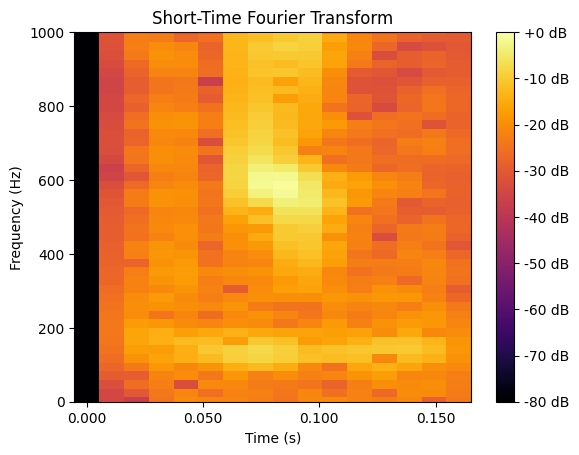 Short-Time Fourier Transform
1000
800
600
400
200
0
Frequency (Hz)
0.000
0.050
0.100
0.150
Time (s)
+0 dB
-10 dB
-20 dB
-30 dB
-40 dB
-50 dB
-60 dB
-70 dB
-80 dB